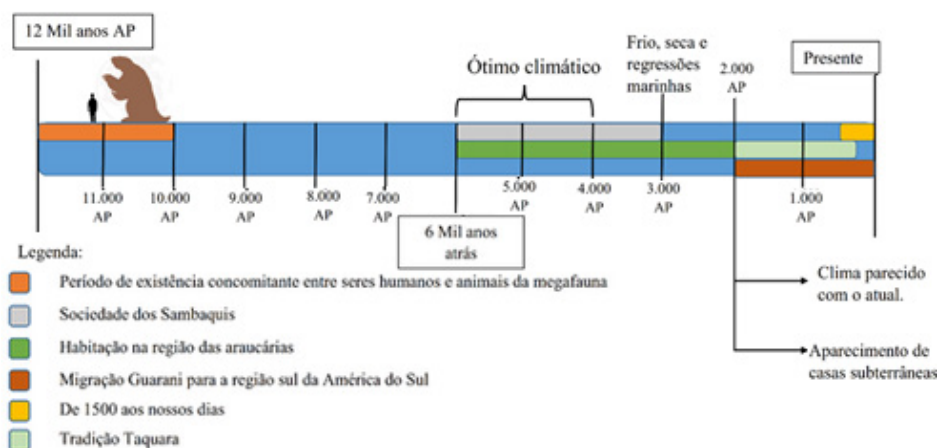 12 Mil anos AP
Ótimo climático
Frio, seca e
regressões
marinhas
2.000
AP
Presente
11.000
AP
10.000
AP
9.000
AP
8.000
AP
7.000
AP
5.000
AP
4.000
AP
3.000
AP
1.000
AP
6 Mil anos
atrás
Legenda:
Período de existência concomitante entre seres humanos e animais da megafauna
Sociedade dos Sambaquis
Habitação na região das araucárias
Migração Guarani para a região sul da América do Sul
De 1500 aos nossos dias
Tradição Taquara
Clima parecido
com o atual.
Aparecimento de
casas subterrâneas